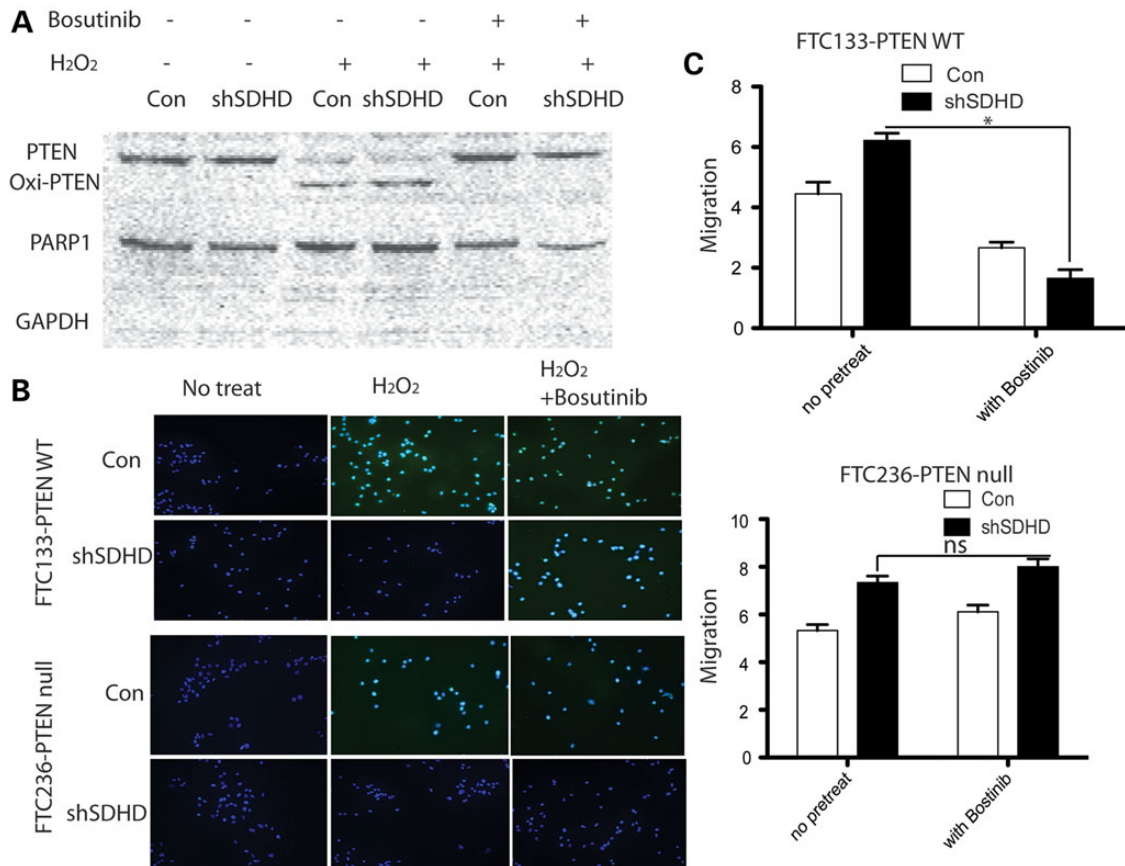 A
Bosutinib - - - - + +
H2O2 - - + + + +
Con shSDHD Con shSDHD Con shSDHD
PTEN
Oxi-PTEN
PARP1
GAPDH
B
No treat H2O2 H2O2
+Bosutinib
FTC133-PTEN WT
Con
shSDHD
FTC236-PTEN null
Con
shSDHD
C
FTC133-PTEN WT
Con
shSDHD
*
8
6
4
2
0
Migration
no pretreat
with Bostinib
FTC236-PTEN null
Con
shSDHD
ns
10
8
6
4
2
0
Migration
no pretreat
with Bostinib